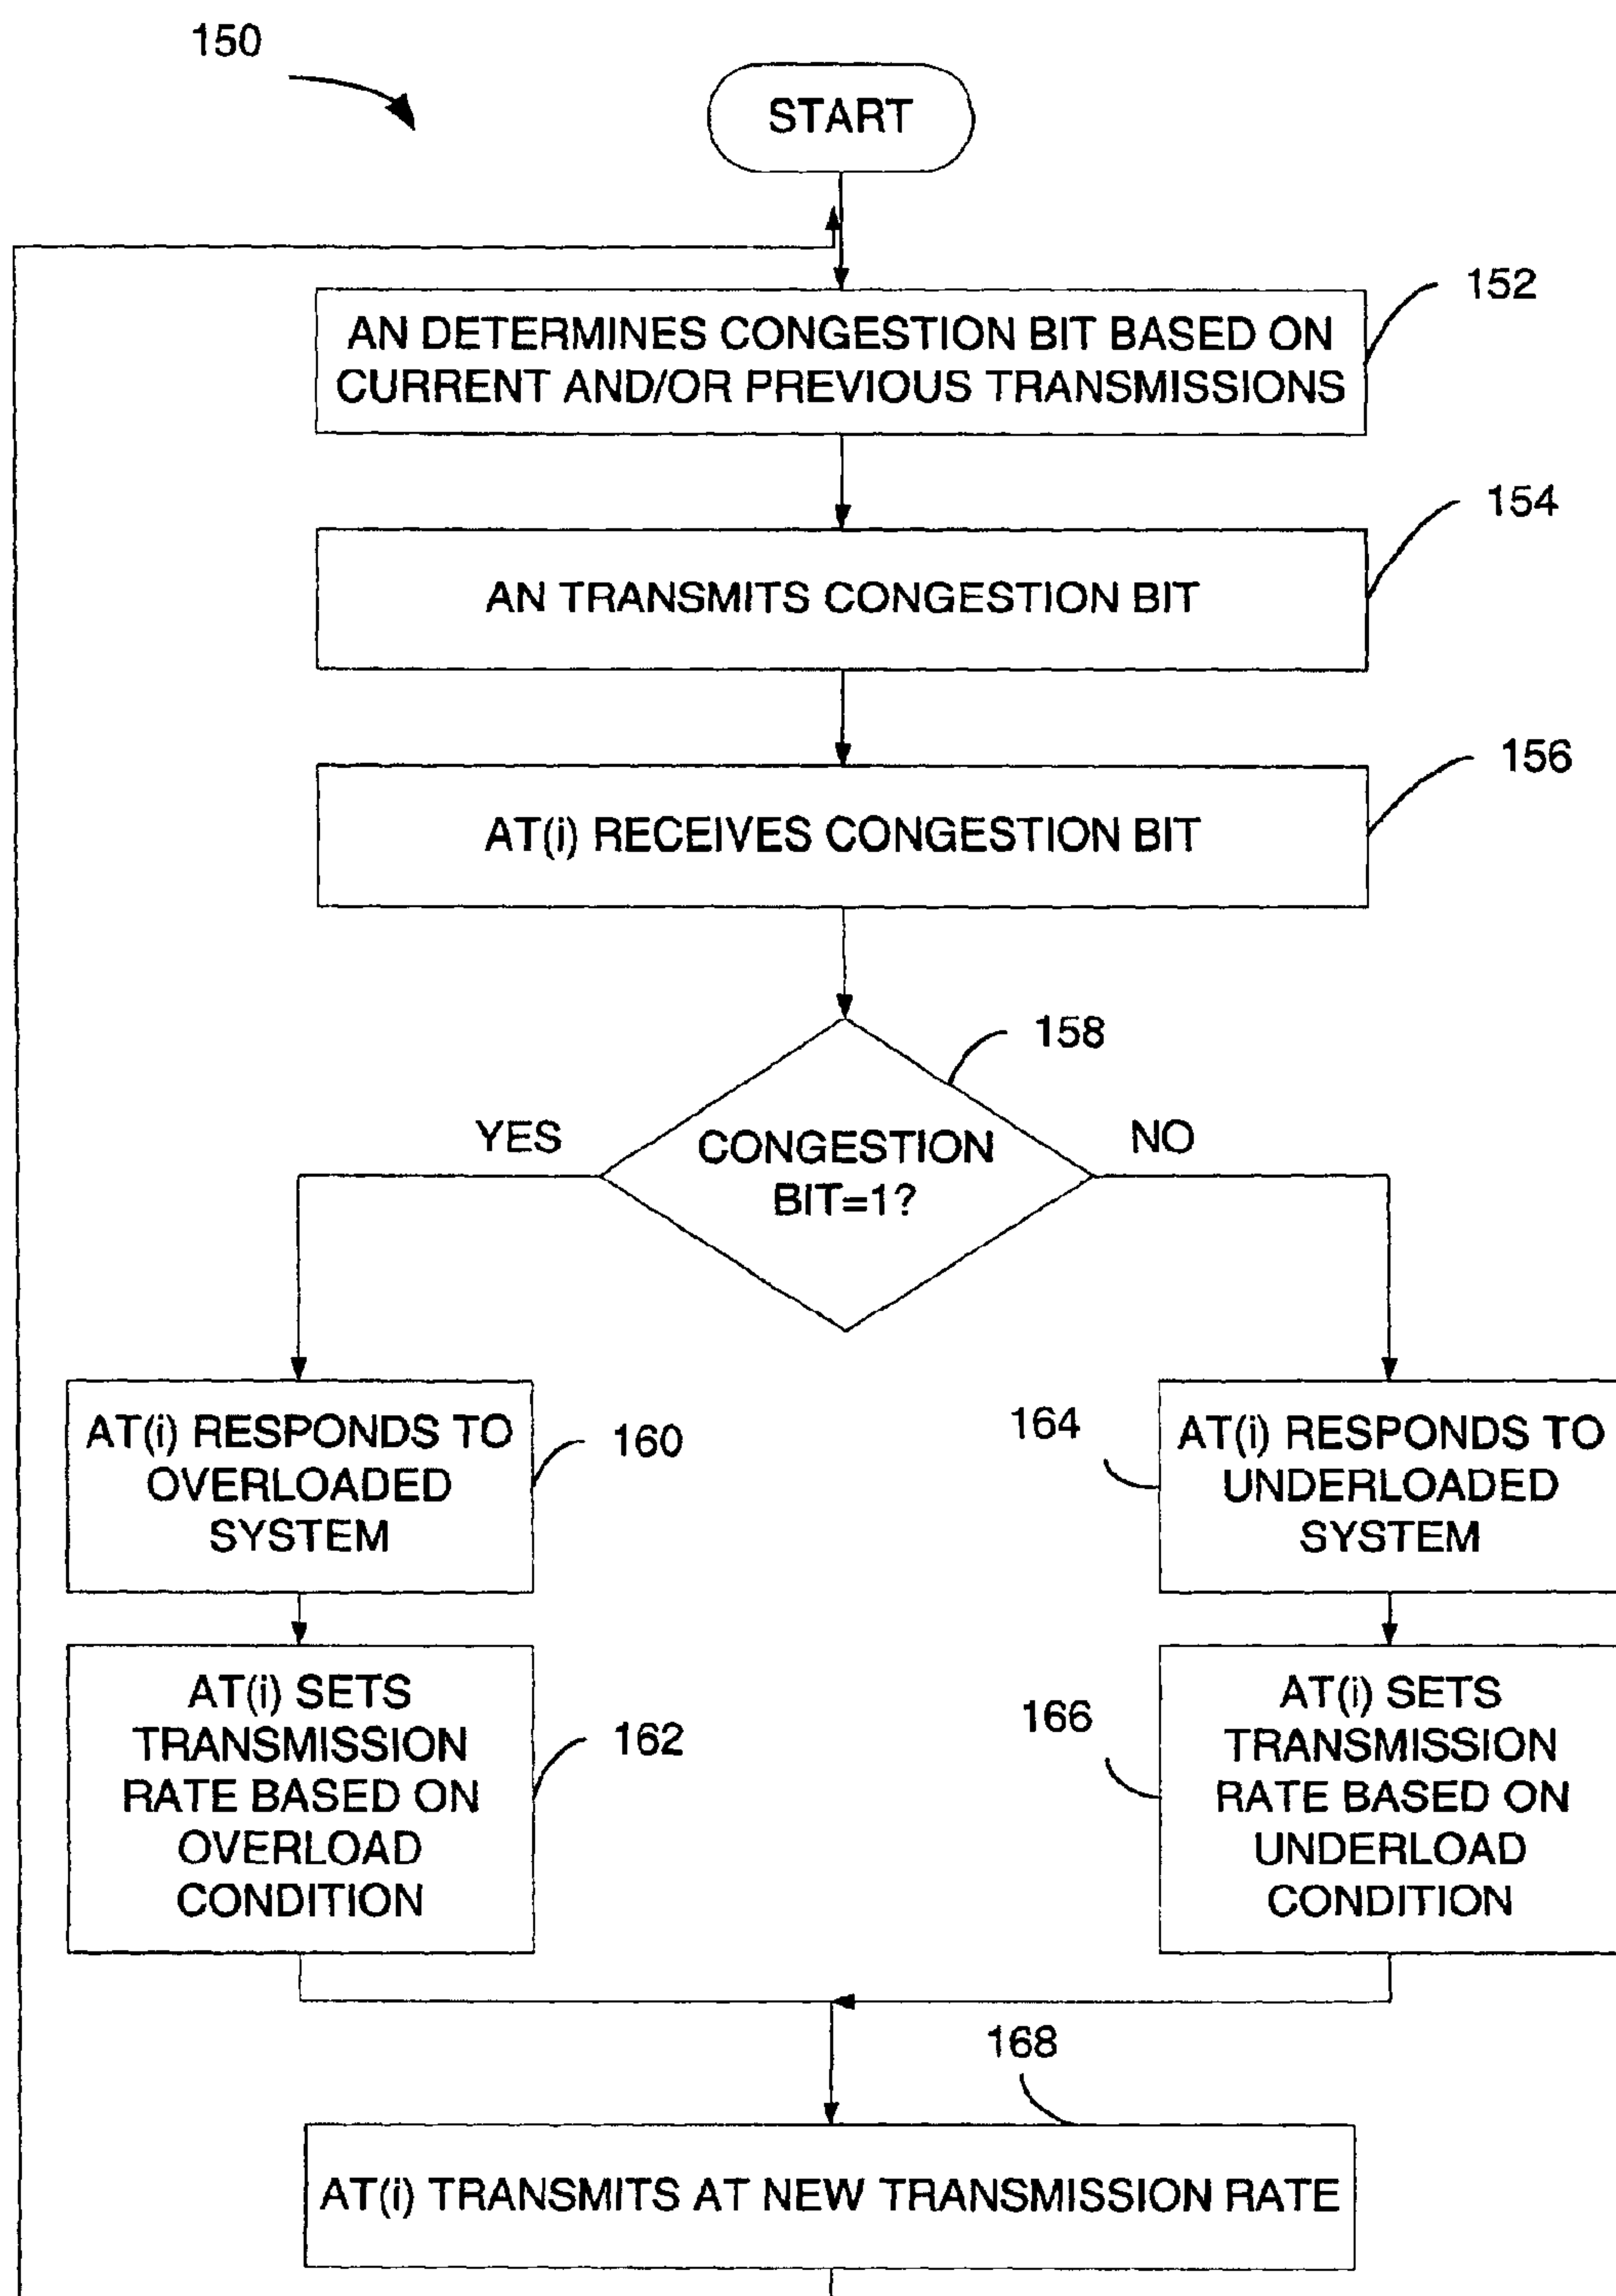 150
START
152
AN DETERMINES CONGESTION BIT BASED ON
CURRENT AND/OR PREVIOUS TRANSMISSIONS
154
AN TRANSMITS CONGESTION BIT
156
AT(i) RECEIVES CONGESTION BIT
158
YES
NO
CONGESTION
BIT=1?
AT(i) RESPONDS TO
OVERLOADED
SYSTEM
160
164
AT(i) RESPONDS TO
UNDERLOADED
SYSTEM
AT(i) SETS
TRANSMISSION
RATE BASED ON
OVERLOAD
CONDITION
162
166
AT(i) SETS
TRANSMISSION
RATE BASED ON
UNDERLOAD
CONDITION
168
AT(i) TRANSMITS AT NEW TRANSMISSION RATE